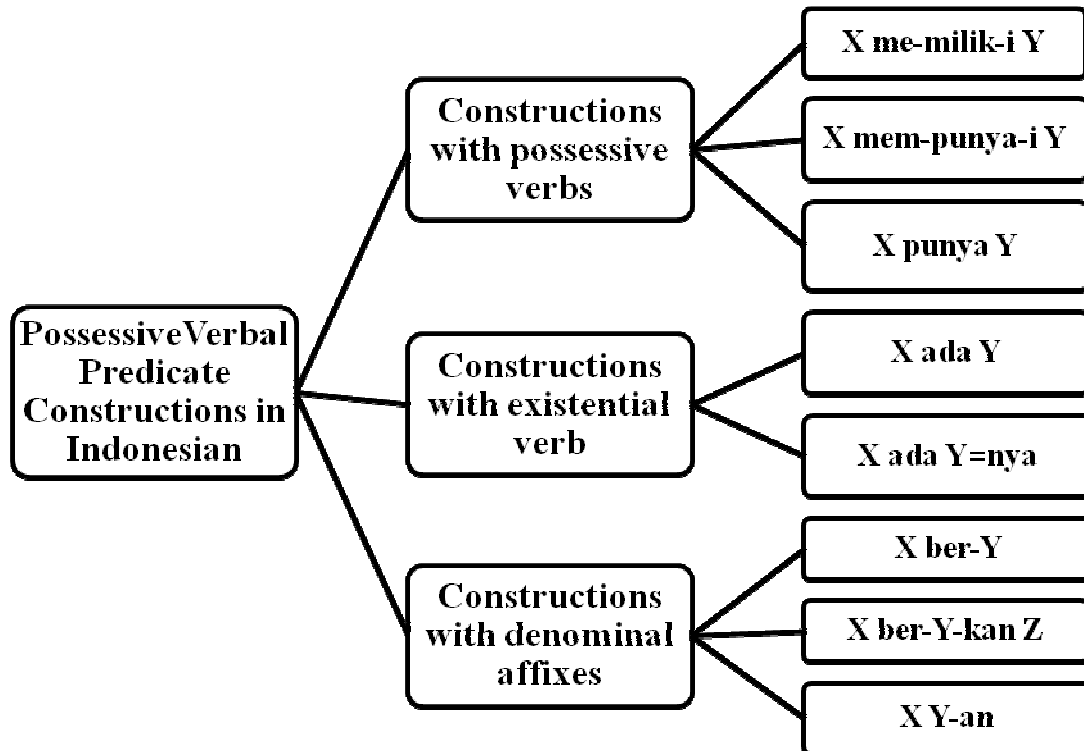 PossessiveVerbal
Predicate
Constructions in
Indonesian
Constructions
with possessive
verbs
X me-milik-i Y
X mem-punya-i Y
X punya Y
Constructions
with existential
verb
X ada Y
X ada Y=nya
Constructions
with denominal
affixes
X ber-Y
X ber-Y-kan Z
X Y-an